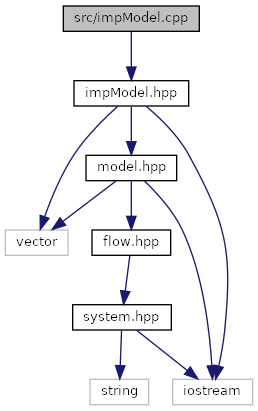 src/impModel.cpp
impModel.hpp
model.hpp
vector
flow.hpp
system.hpp
string
iostream